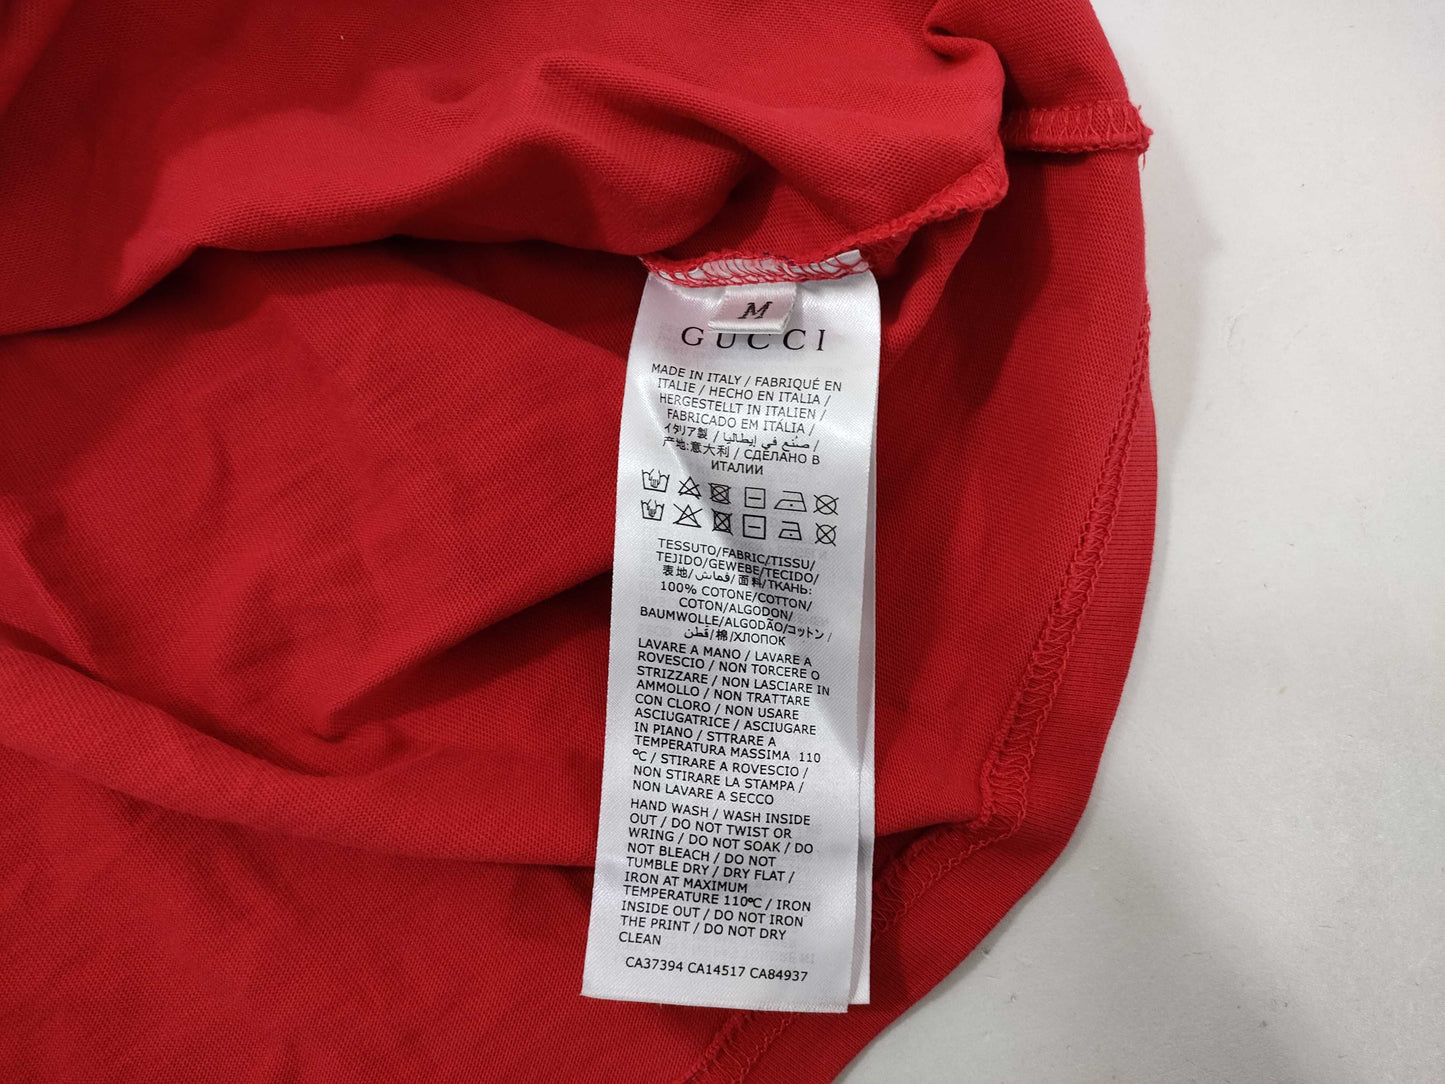 M
GUCCI
MADE IN ITALY / FABRIQUÉ EN
ITALIE / HECHO EN ITALIA /
HERGESTELLT IN ITALIEN /
FABRICADO EM ITÁLIA /
イタリア製 / صُنع في إيطاليا /
产地:意大利 / СДЕЛАНО В
ИТАЛИИ
TESSUTO/FABRIC/TISSU/
TEJIDO/GEWEBE/TECIDO/
表地/قماش/面料/ТКАНЬ:
100% COTONE/COTTON/
COTON/ALGODON/
BAUMWOLLE/ALGODÃO/コットン/
قطن/棉/ХЛОПОК
LAVARE A MANO / LAVARE A
ROVESCIO / NON TORCERE O
STRIZZARE / NON LASCIARE IN
AMMOLLO / NON TRATTARE
CON CLORO / NON USARE
ASCIUGATRICE / ASCIUGARE
IN PIANO / STTRARE A
TEMPERATURA MASSIMA 110
°C / STIRARE A ROVESCIO /
NON STIRARE LA STAMPA /
NON LAVARE A SECCO
HAND WASH / WASH INSIDE
OUT / DO NOT TWIST OR
WRING / DO NOT SOAK / DO
NOT BLEACH / DO NOT
TUMBLE DRY / DRY FLAT /
IRON AT MAXIMUM
TEMPERATURE 110°C / IRON
INSIDE OUT / DO NOT IRON
THE PRINT / DO NOT DRY
CLEAN
CA37394 CA14517 CA84937